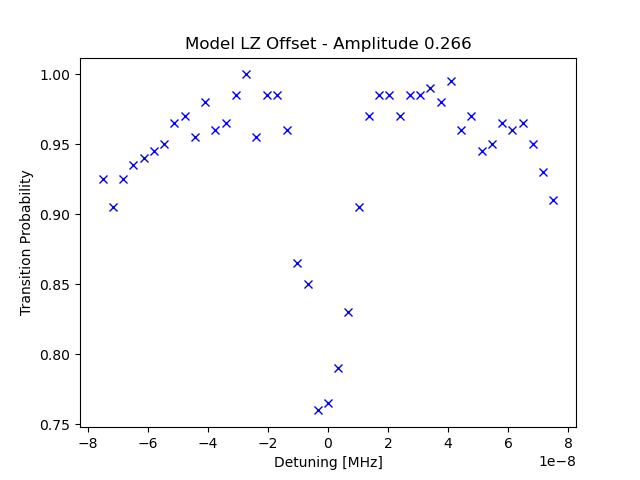 Model LZ Offset - Amplitude 0.266
1.00
0.95
0.90
0.85
0.80
0.75
Transition Probability
−8 −6 −4 −2 0 2 4 6 8
1e−8
Detuning [MHz]